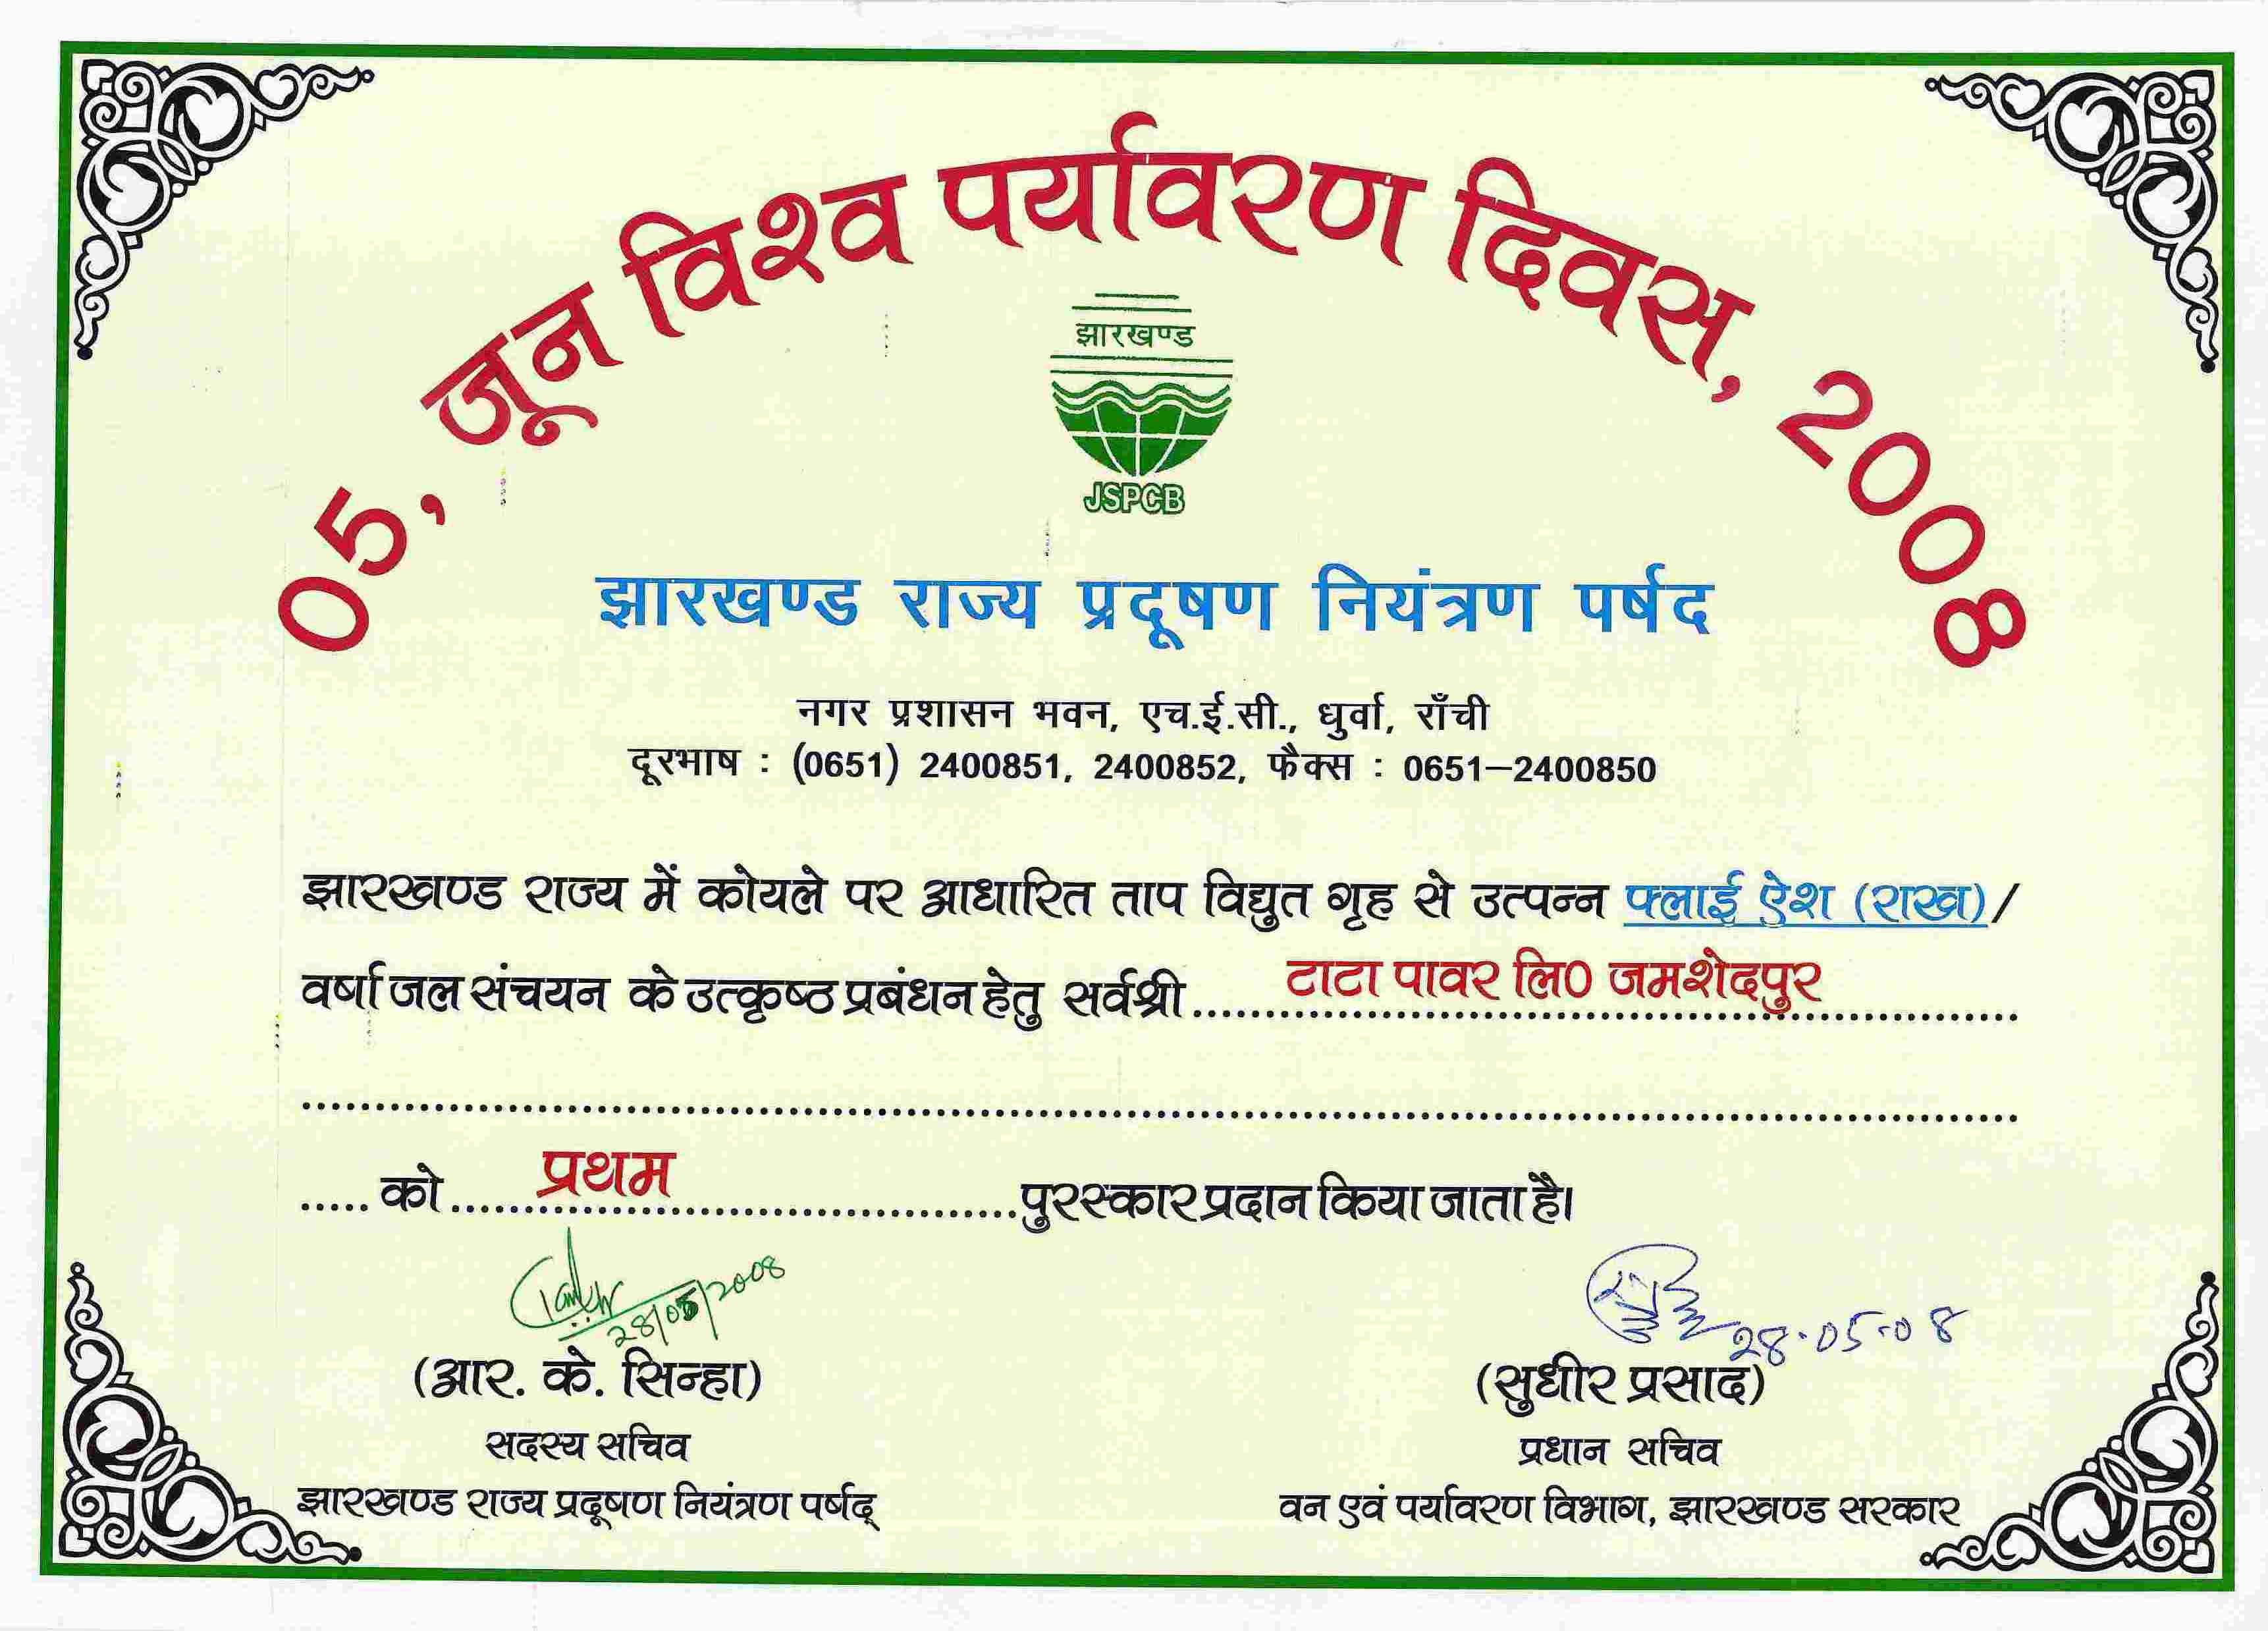 05, जून विश्व पर्यावरण दिवस, 2008
झारखण्ड
JSPCB
झारखण्ड राज्य प्रदूषण नियंत्रण पर्षद
नगर प्रशासन भवन, एच.ई.सी., धुर्वा, राँची
दूरभाष : (0651) 2400851, 2400852, फैक्स : 0651–2400850
झारखण्ड राज्य में कोयले पर आधारित ताप विद्युत गृह से उत्पन्न फ्लाई ऐश (राख)/
वर्षा जल संचयन के उत्कृष्ठ प्रबंधन हेतु सर्वश्री.....टाटा पावर लि0 जमशेदपुर.....
..... को..... प्रथम .....पुरस्कार प्रदान किया जाता है।
28/05/2008
28.05.08
(आर. के. सिन्हा) (सुधीर प्रसाद)
सदस्य सचिव प्रधान सचिव
झारखण्ड राज्य प्रदूषण नियंत्रण पर्षद् वन एवं पर्यावरण विभाग, झारखण्ड सरकार